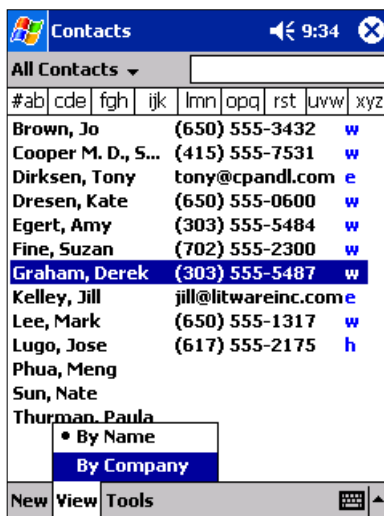 Contacts 9:34
All Contacts
#ab cde fgh ijk lmn opq rst uvw xyz
Brown, Jo (650) 555-3432 w
Cooper M. D., S... (415) 555-7531 w
Dirksen, Tony tony@cpandl.com e
Dresen, Kate (650) 555-0600 w
Egert, Amy (303) 555-5484 w
Fine, Suzan (702) 555-2300 w
Graham, Derek (303) 555-5487 w
Kelley, Jill jill@litwareinc.com e
Lee, Mark (650) 555-1317 w
Lugo, Jose (617) 555-2175 h
Phua, Meng
Sun, Nate
Thurman, Paula
• By Name
By Company
New View Tools